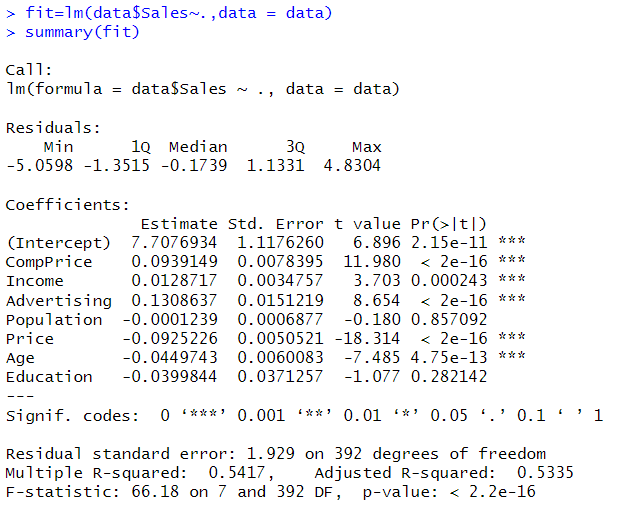 > fit=lm(data$Sales~.,data = data)
> summary(fit)
Call:
lm(formula = data$Sales ~ ., data = data)
Residuals:
    Min      1Q  Median      3Q     Max
-5.0598 -1.3515 -0.1739  1.1331  4.8304
Coefficients:
              Estimate Std. Error t value Pr(>|t|)
(Intercept)  7.7076934  1.1176260   6.896 2.15e-11 ***
CompPrice    0.0939149  0.0078395  11.980  < 2e-16 ***
Income       0.0128717  0.0034757   3.703 0.000243 ***
Advertising  0.1308637  0.0151219   8.654  < 2e-16 ***
Population  -0.0001239  0.0006877  -0.180 0.857092
Price       -0.0925226  0.0050521 -18.314  < 2e-16 ***
Age         -0.0449743  0.0060083  -7.485 4.75e-13 ***
Education   -0.0399844  0.0371257  -1.077 0.282142
---
Signif. codes:  0 ‘***’ 0.001 ‘**’ 0.01 ‘*’ 0.05 ‘.’ 0.1 ‘ ’ 1
Residual standard error: 1.929 on 392 degrees of freedom
Multiple R-squared:  0.5417,    Adjusted R-squared:  0.5335
F-statistic: 66.18 on 7 and 392 DF,  p-value: < 2.2e-16